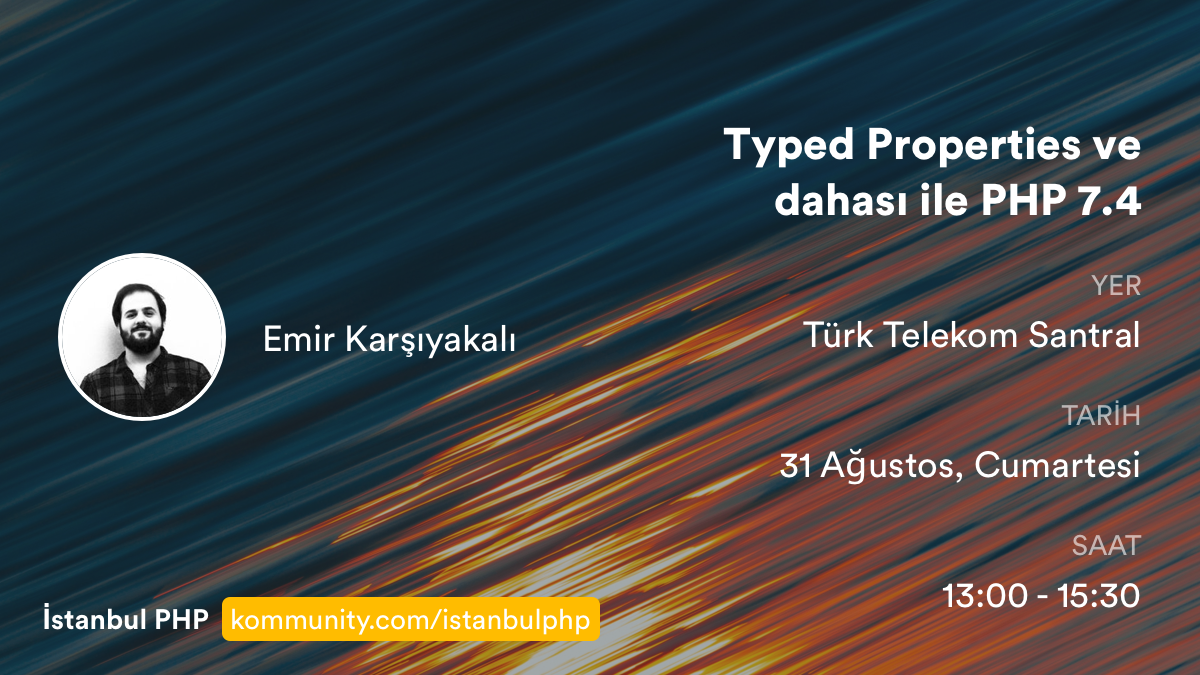 Typed Properties ve
dahası ile PHP 7.4
YER
Türk Telekom Santral
TARİH
31 Ağustos, Cumartesi
SAAT
13:00 - 15:30
Emir Karşıyakalı
İstanbul PHP kommunity.com/istanbulphp